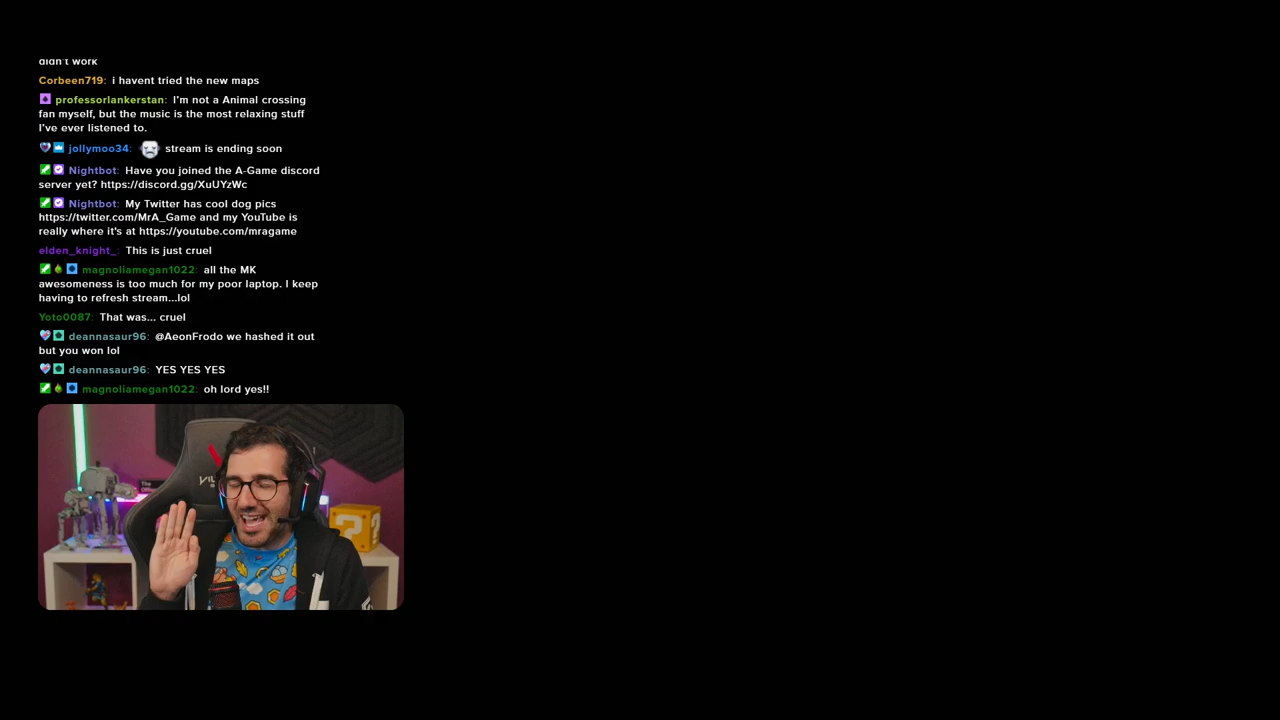 didn't work
Corbeen719: i havent tried the new maps
professorlankerstan: I'm not a Animal crossing
fan myself, but the music is the most relaxing stuff
I've ever listened to.
jollymoo34: stream is ending soon
Nightbot: Have you joined the A-Game discord
server yet? https://discord.gg/XuUYzWc
Nightbot: My Twitter has cool dog pics
https://twitter.com/MrA_Game and my YouTube is
really where it's at https://youtube.com/mragame
elden_knight_: This is just cruel
magnoliamegan1022: all the MK
awesomeness is too much for my poor laptop. I keep
having to refresh stream...lol
Yoto0087: That was... cruel
deannasaur96: @AeonFrodo we hashed it out
but you won lol
deannasaur96: YES YES YES
magnoliamegan1022: oh lord yes!!
The
?